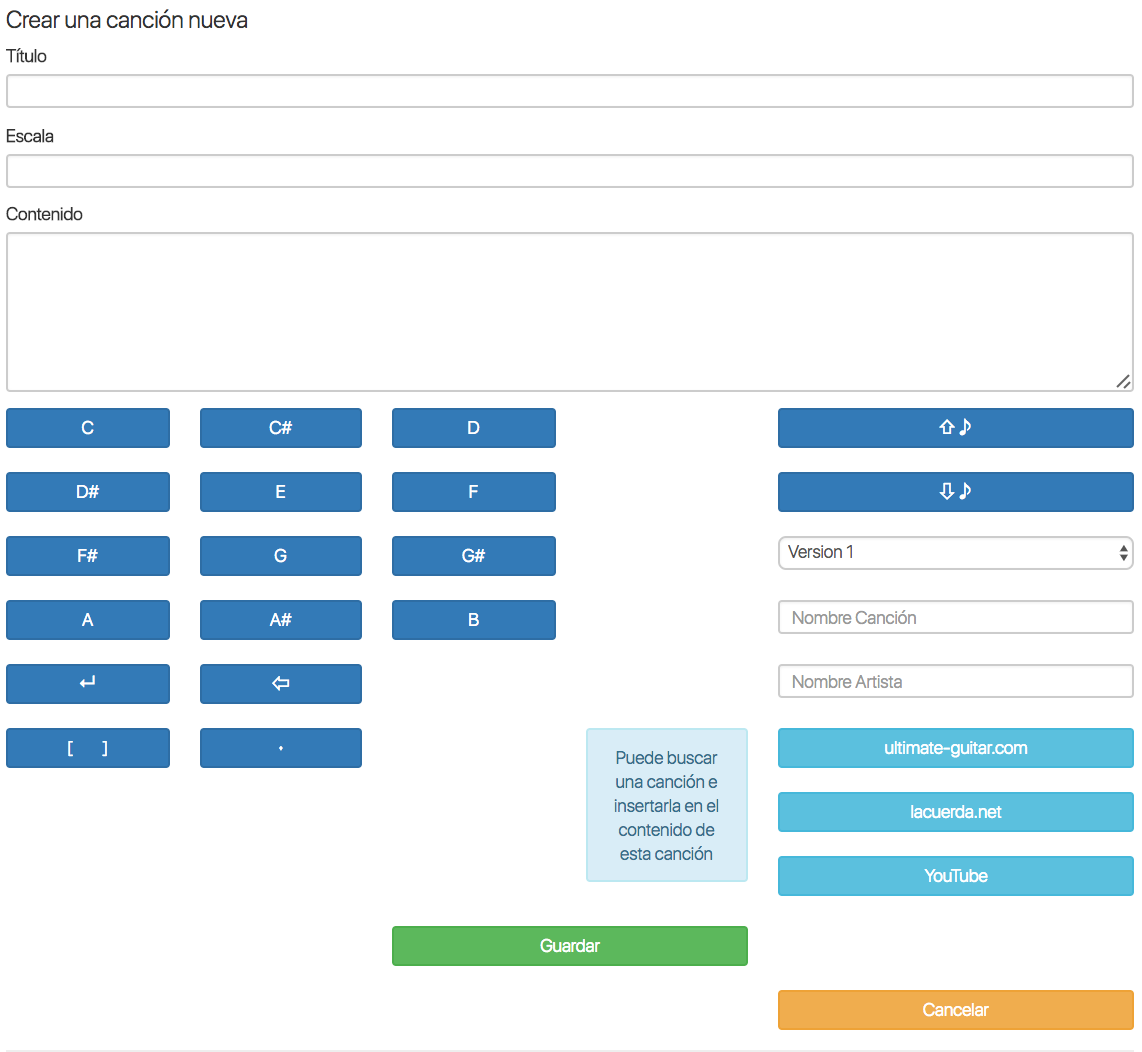 Crear una canción nueva
Título
Escala
Contenido
C C# D ⇧♪
D# E F ⇩♪
F# G G# Version 1
A A# B Nombre Canción
↵ ⇦ Nombre Artista
[ ] · ultimate-guitar.com
Puede buscar
una canción e
insertarla en el
contenido de
esta canción
lacuerda.net
YouTube
Guardar
Cancelar